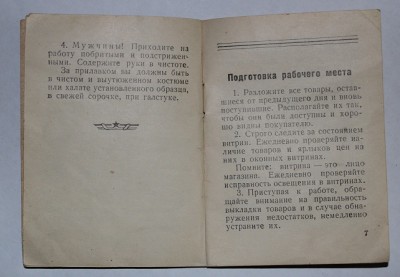 4. Мужчины! Приходите на
работу побритыми и подстрижен-
ными. Содержите руки в чистоте.
За прилавком вы должны быть
в чистом и выутюженном костюме
или халате установленного образца,
в свежей сорочке, при галстуке.
Подготовка рабочего места
1. Разложите все товары, остав-
шиеся от предыдущего дня и вновь
поступившие. Располагайте их так,
чтобы они были доступны и хоро-
шо видны покупателю.
2. Строго следите за состоянием
витрин. Ежедневно проверяйте на-
личие товаров и ярлыков цен на
них в оконных витринах.
Помните: витрина — это лицо
магазина. Ежедневно проверяйте
исправность освещения в витринах.
3. Приступая к работе, обра-
щайте внимание на правильность
выкладки товаров и в случае обна-
ружения недостатков, немедленно
устраните их.
7